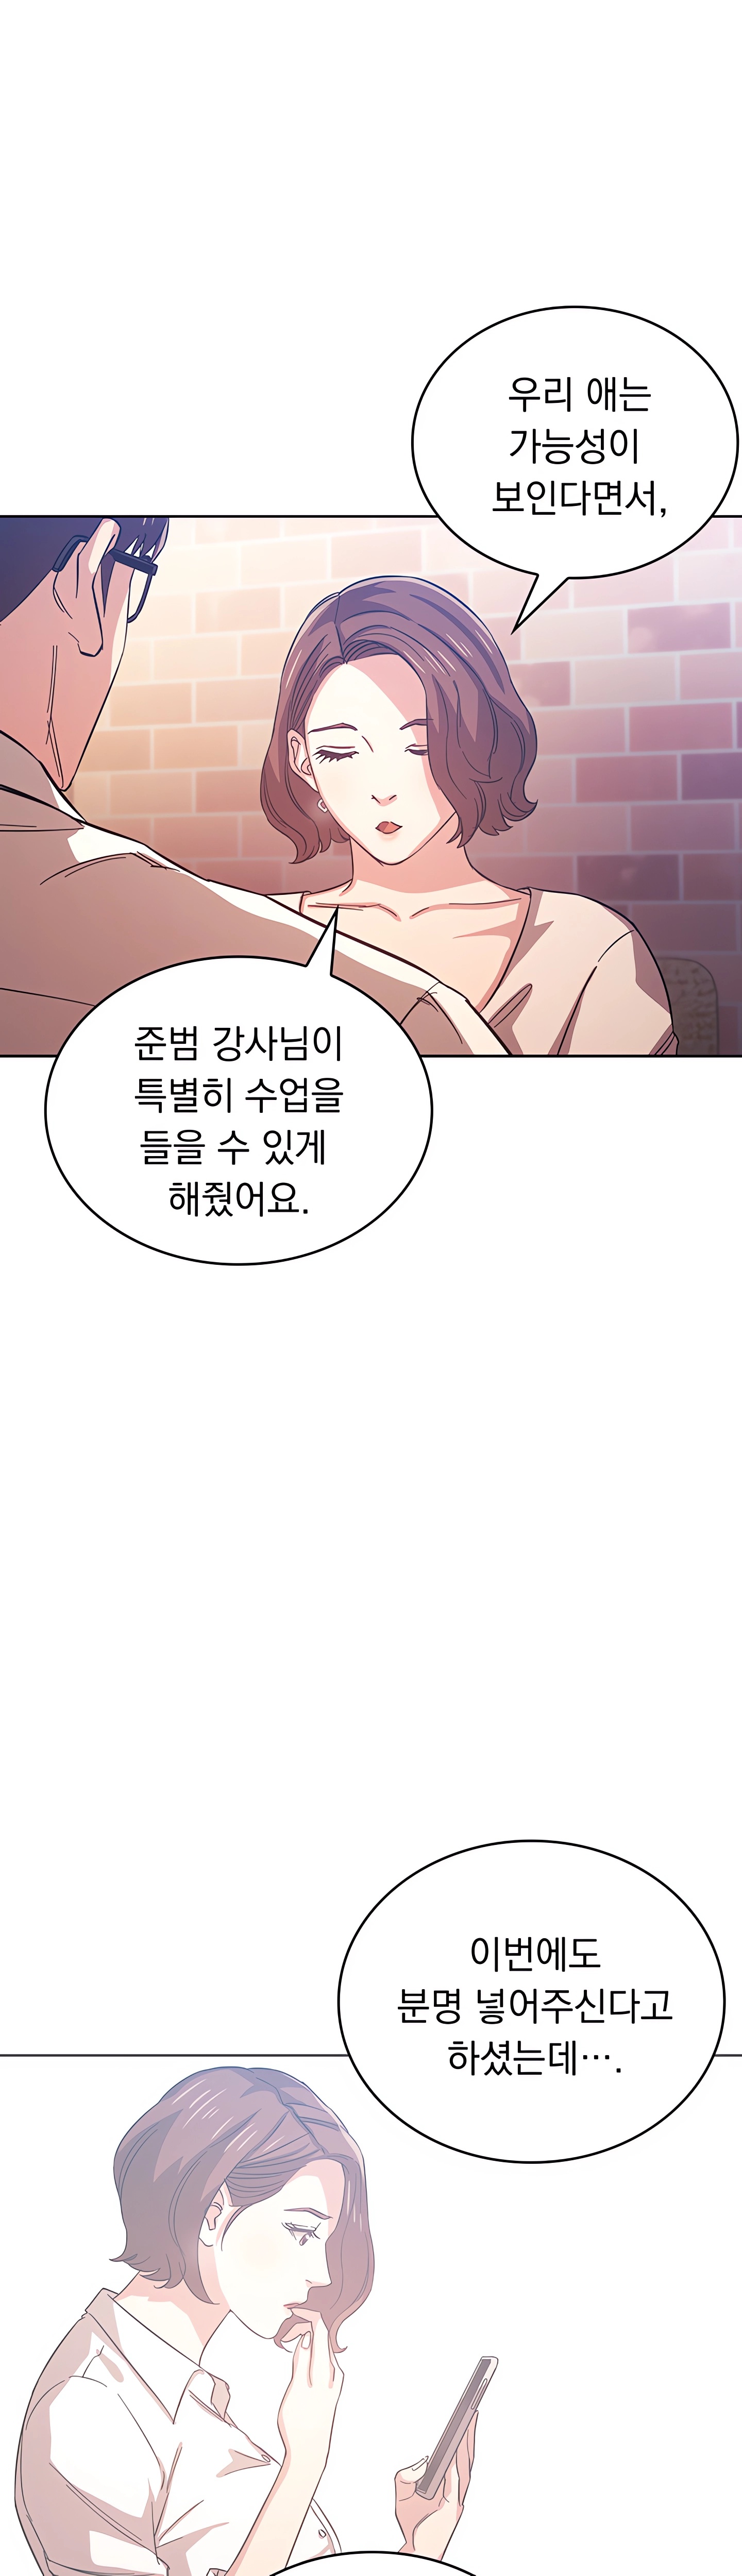 우리 애는
가능성이
보인다면서,
준범 강사님이
특별히 수업을
들을 수 있게
해줬어요.
이번에도
분명 넣어주신다고
하셨는데….